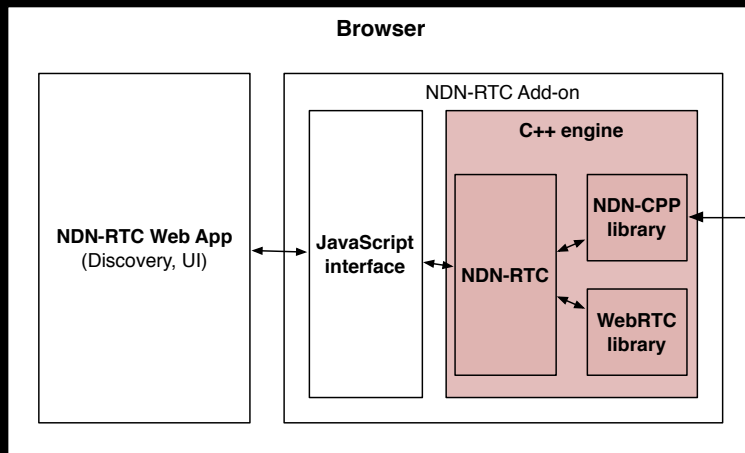 Browser
NDN-RTC Add-on
C++ engine
NDN-RTC Web App
(Discovery, UI)
JavaScript
interface
NDN-RTC
NDN-CPP
library
WebRTC
library